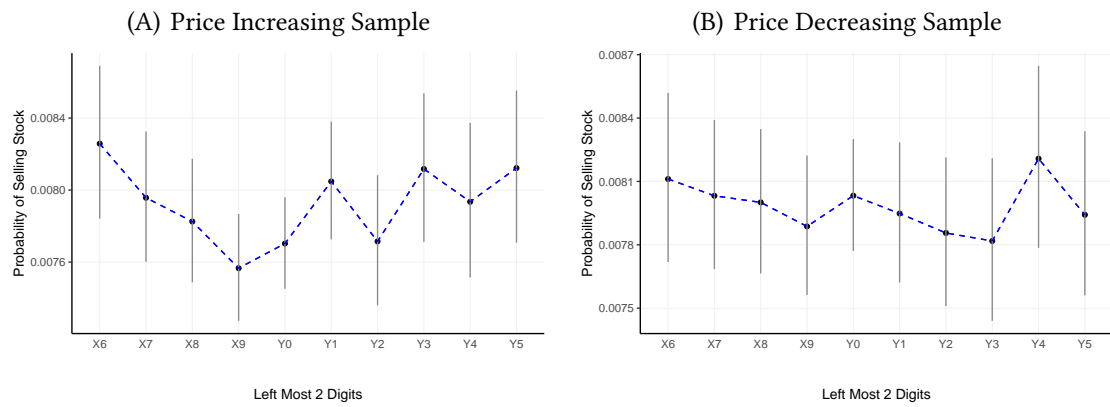 (A) Price Increasing Sample
Probability of Selling Stock
0.0084
0.0080
0.0076
X6 X7 X8 X9 Y0 Y1 Y2 Y3 Y4 Y5
Left Most 2 Digits
(B) Price Decreasing Sample
Probability of Selling Stock
0.0087
0.0084
0.0081
0.0078
0.0075
X6 X7 X8 X9 Y0 Y1 Y2 Y3 Y4 Y5
Left Most 2 Digits